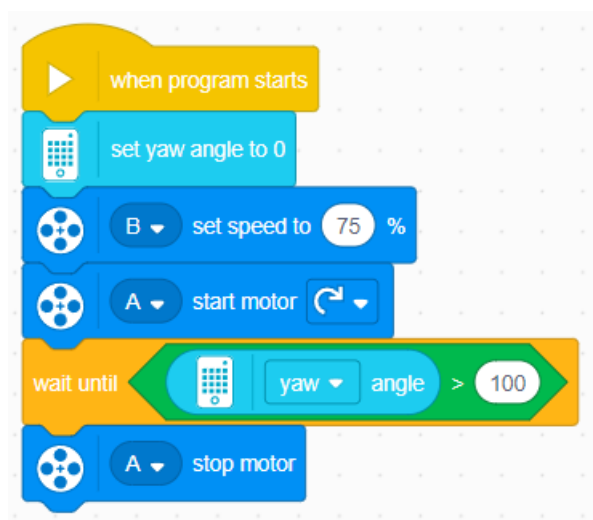 when program starts
set yaw angle to 0
B set speed to 75 %
A start motor
wait until yaw angle > 100
A stop motor